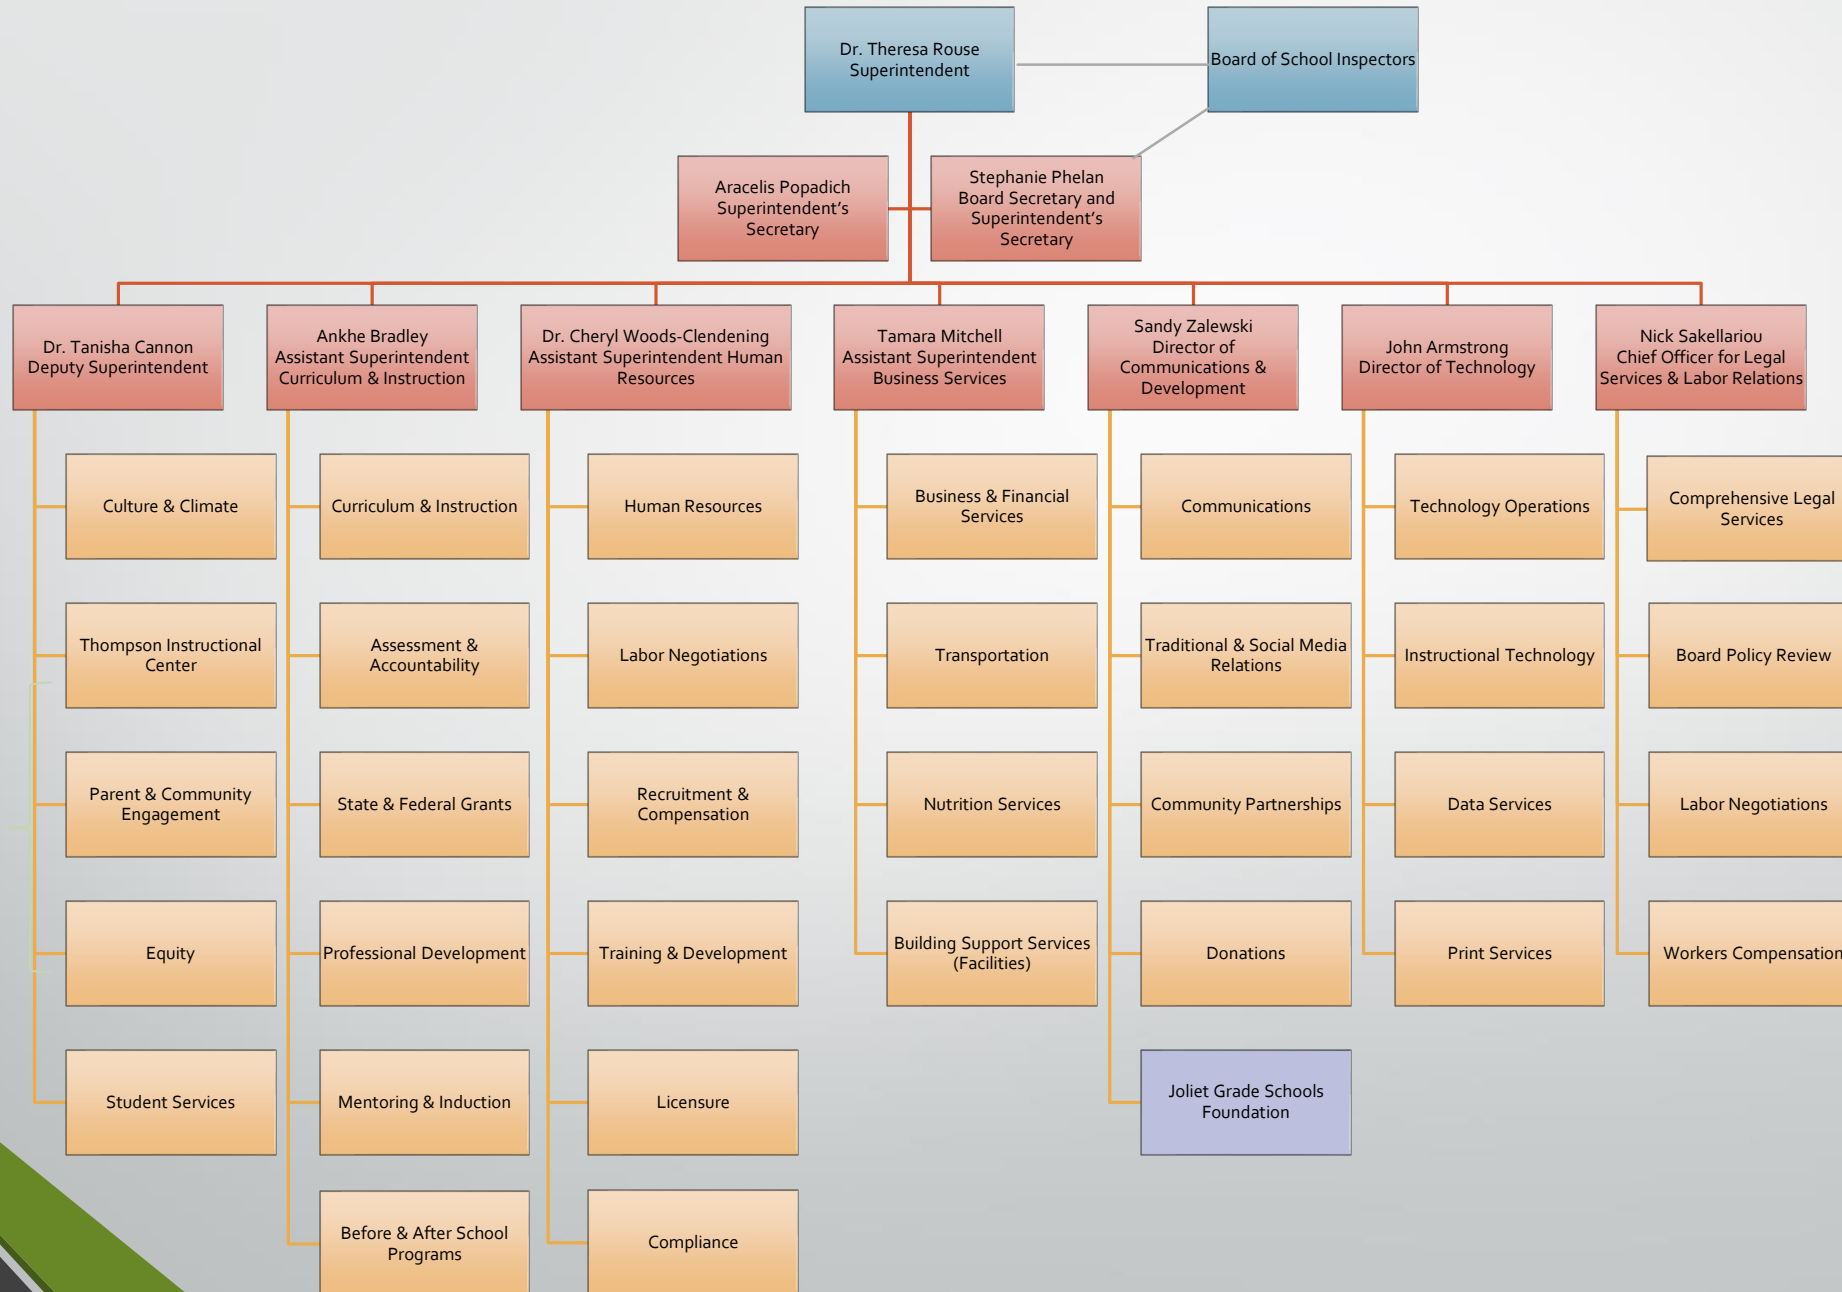 Dr. Theresa Rouse
Superintendent
Board of School Inspectors
Aracelis Popadich
Superintendent’s
Secretary
Stephanie Phelan
Board Secretary and
Superintendent’s
Secretary
Dr. Tanisha Cannon
Deputy Superintendent
Ankhe Bradley
Assistant Superintendent
Curriculum & Instruction
Dr. Cheryl Woods-Clendening
Assistant Superintendent Human
Resources
Tamara Mitchell
Assistant Superintendent
Business Services
Sandy Zalewski
Director of
Communications &
Development
John Armstrong
Director of Technology
Nick Sakellariou
Chief Officer for Legal
Services & Labor Relations
Culture & Climate
Thompson Instructional
Center
Parent & Community
Engagement
Equity
Student Services
Curriculum & Instruction
Assessment &
Accountability
State & Federal Grants
Professional Development
Mentoring & Induction
Before & After School
Programs
Human Resources
Labor Negotiations
Recruitment &
Compensation
Training & Development
Licensure
Compliance
Business & Financial
Services
Transportation
Nutrition Services
Building Support Services
(Facilities)
Communications
Traditional & Social Media
Relations
Community Partnerships
Donations
Joliet Grade Schools
Foundation
Technology Operations
Instructional Technology
Data Services
Print Services
Comprehensive Legal
Services
Board Policy Review
Labor Negotiations
Workers Compensation